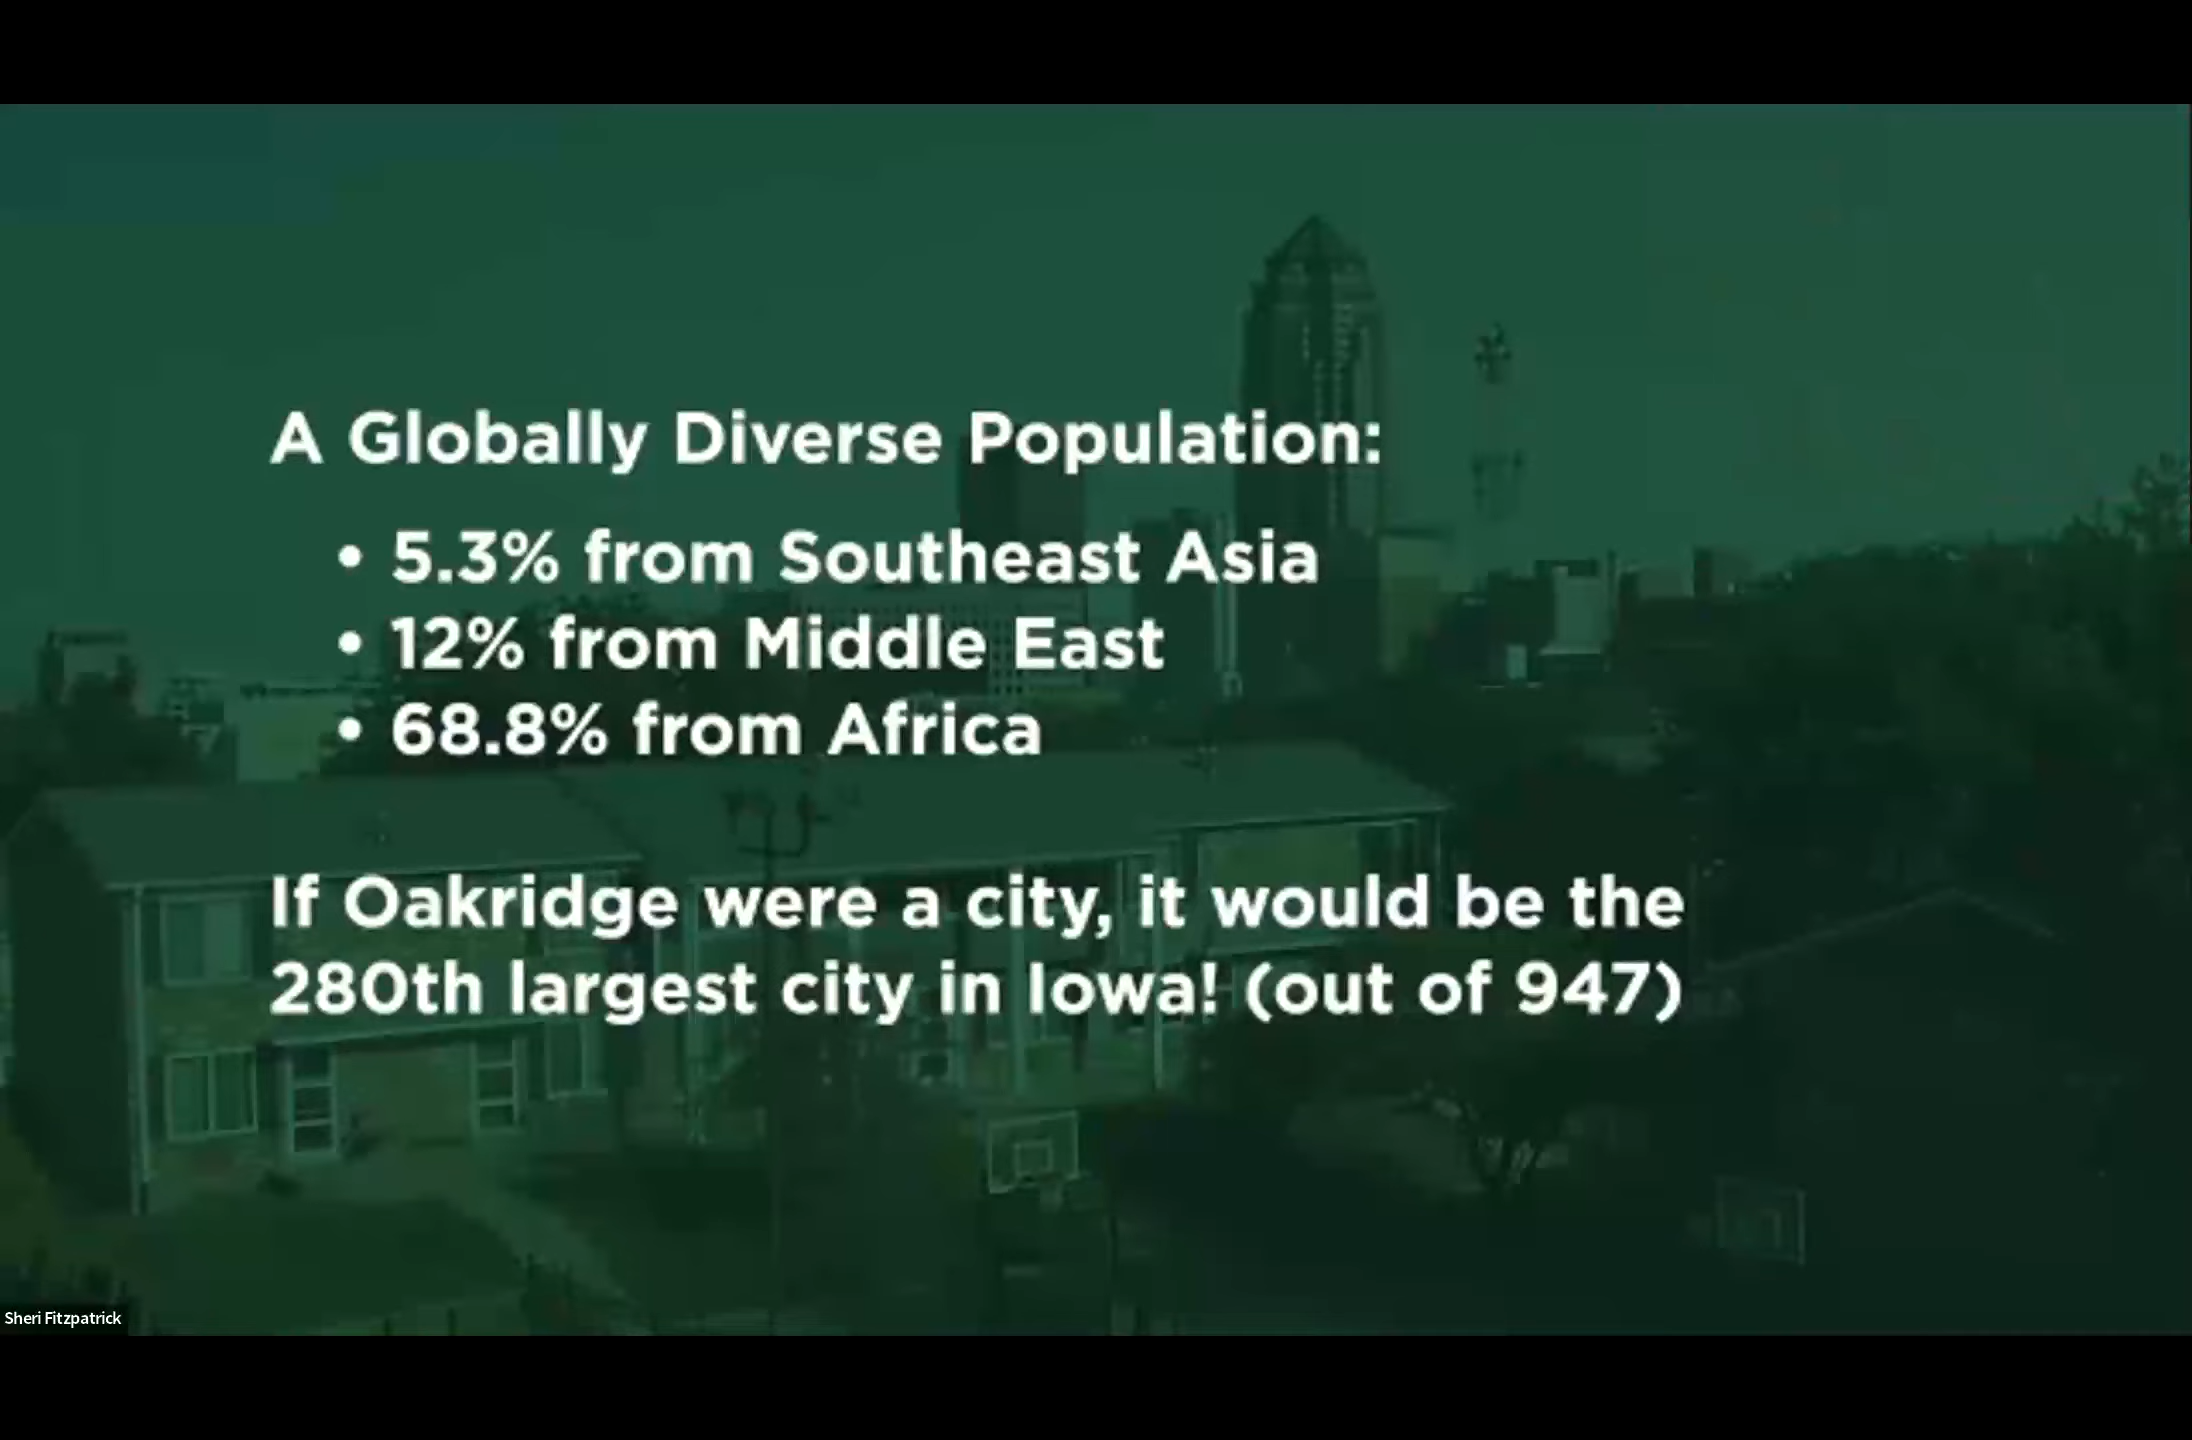 A Globally Diverse Population:
• 5.3% from Southeast Asia
• 12% from Middle East
• 68.8% from Africa
If Oakridge were a city, it would be the
280th largest city in Iowa! (out of 947)
Sheri Fitzpatrick